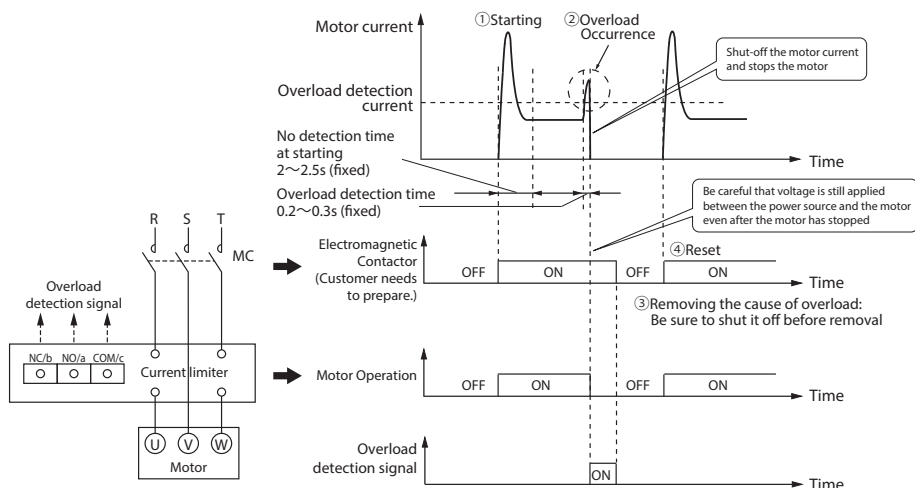 ①Starting
②Overload
Occurrence
Motor current
Shut-off the motor current
and stops the motor
Overload detection
current
No detection time
at starting
2～2.5s (fixed)
Time
Overload detection time
0.2～0.3s (fixed)
Be careful that voltage is still applied
between the power source and the motor
even after the motor has stopped
R S T
MC
Electromagnetic
Contactor
(Customer needs
to prepare.)
OFF ON OFF ON
④Reset
Time
③Removing the cause of overload:
Be sure to shut it off before removal
Overload
detection signal
NC/b NO/a COM/c
Current limiter
Motor Operation
OFF ON OFF ON
Time
U V W
Motor
Overload
detection signal
ON
Time